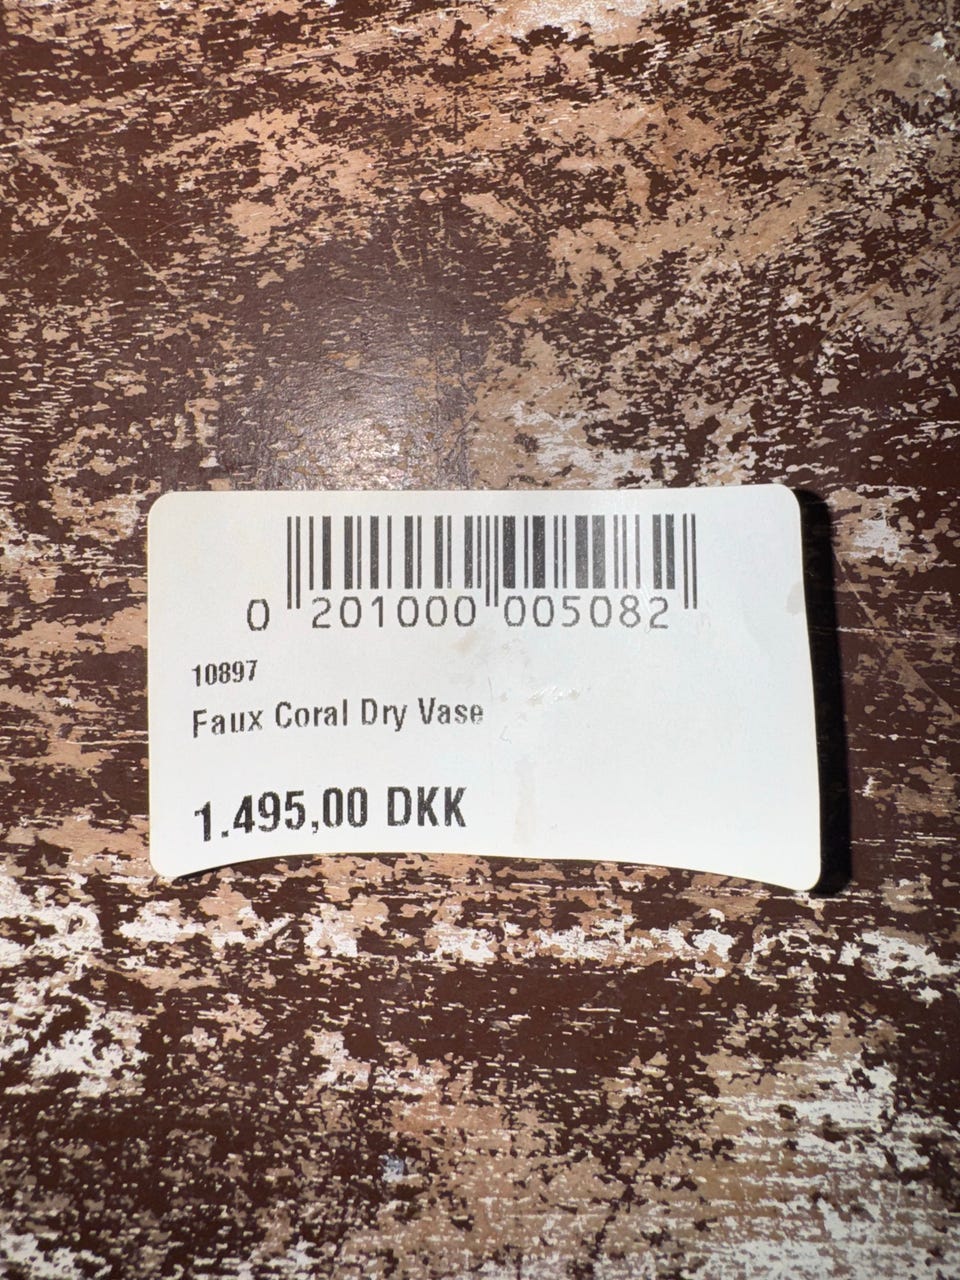 0 201000 005082
10897
Faux Coral Dry Vase
1.495,00 DKK